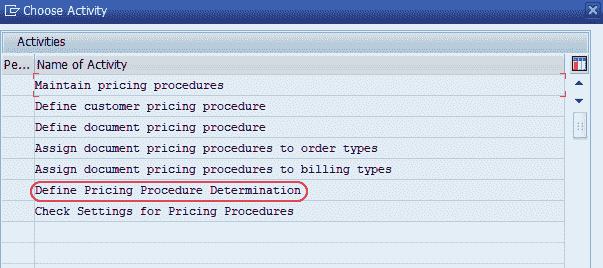 Choose Activity
Activities
Pe... Name of Activity
Maintain pricing procedures
Define customer pricing procedure
Define document pricing procedure
Assign document pricing procedures to order types
Assign document pricing procedures to billing types
Define Pricing Procedure Determination
Check Settings for Pricing Procedures